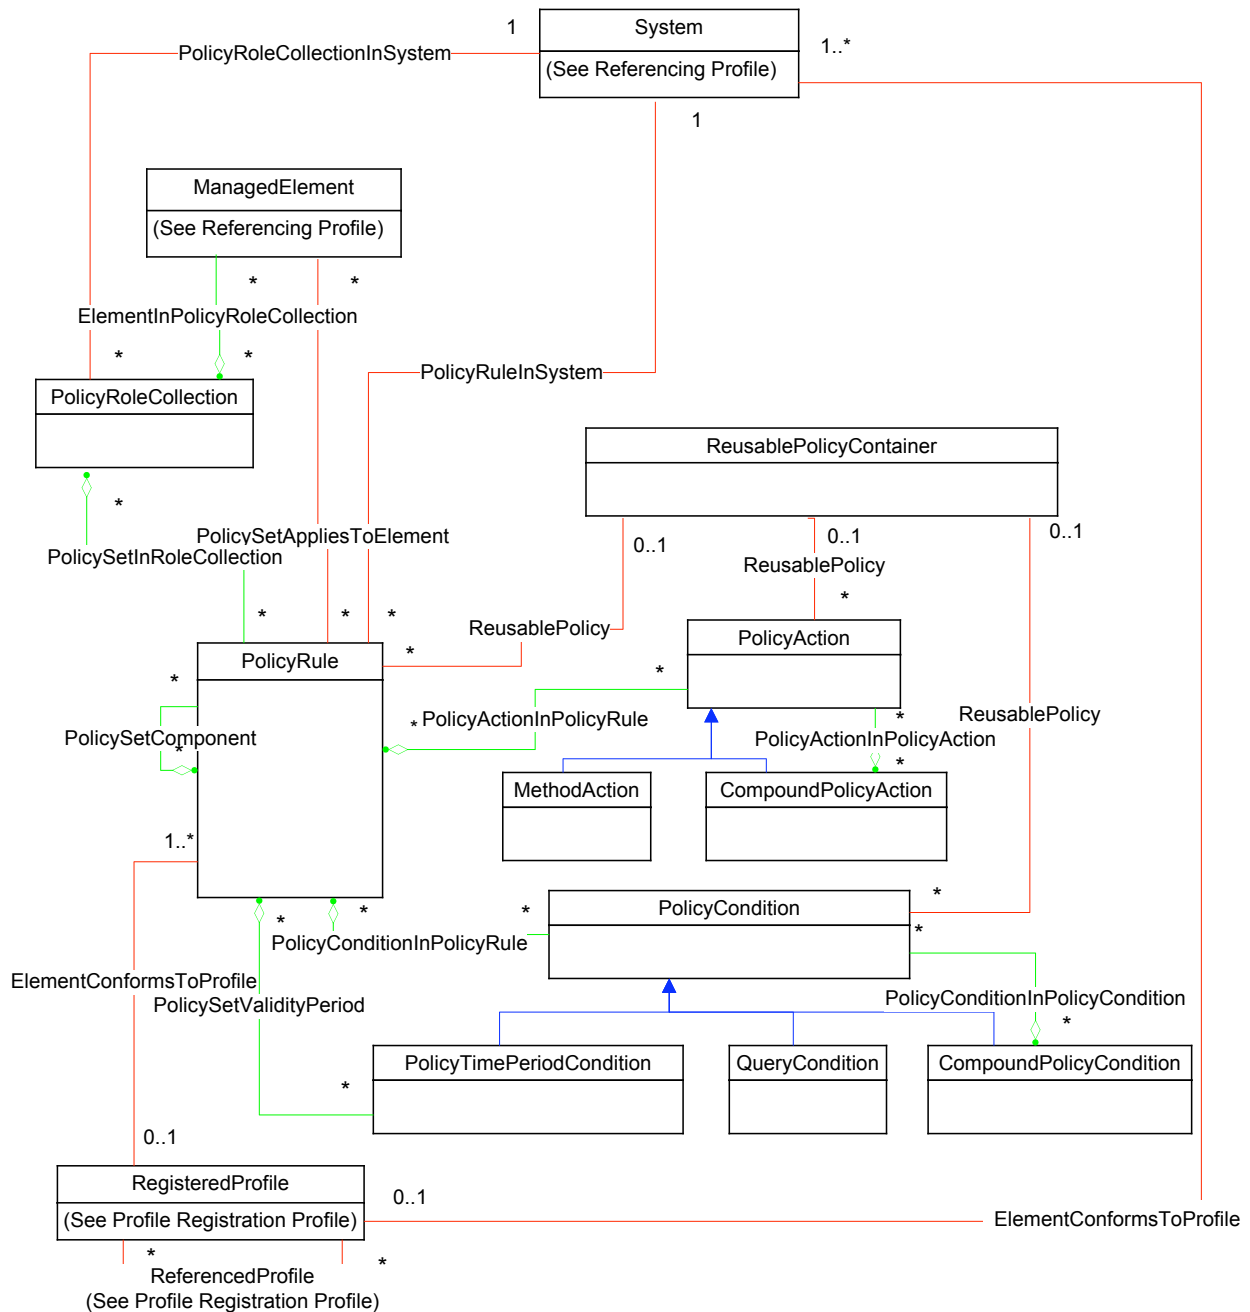 1
System
1..*
PolicyRoleCollectionInSystem
(See Referencing Profile)
1
ManagedElement
(See Referencing Profile)
*
*
ElementInPolicyRoleCollection
*
*
PolicyRuleInSystem
PolicyRoleCollection
ReusablePolicyContainer
*
PolicySetAppliesToElement
0..1
0..1
0..1
PolicySetInRoleCollection
ReusablePolicy
*
*
*
*
ReusablePolicy
PolicyAction
*
PolicyRule
*
*
*
PolicyActionInPolicyRule
*
ReusablePolicy
PolicySetComponent
PolicyActionInPolicyAction
*
*
MethodAction
CompoundPolicyAction
1..*
*
*
*
PolicyCondition
*
*
PolicyConditionInPolicyRule
ElementConformsToProfile
PolicySetValidityPeriod
PolicyConditionInPolicyCondition
*
PolicyTimePeriodCondition
QueryCondition
CompoundPolicyCondition
*
0..1
RegisteredProfile
0..1
(See Profile Registration Profile)
ElementConformsToProfile
*
*
ReferencedProfile
(See Profile Registration Profile)